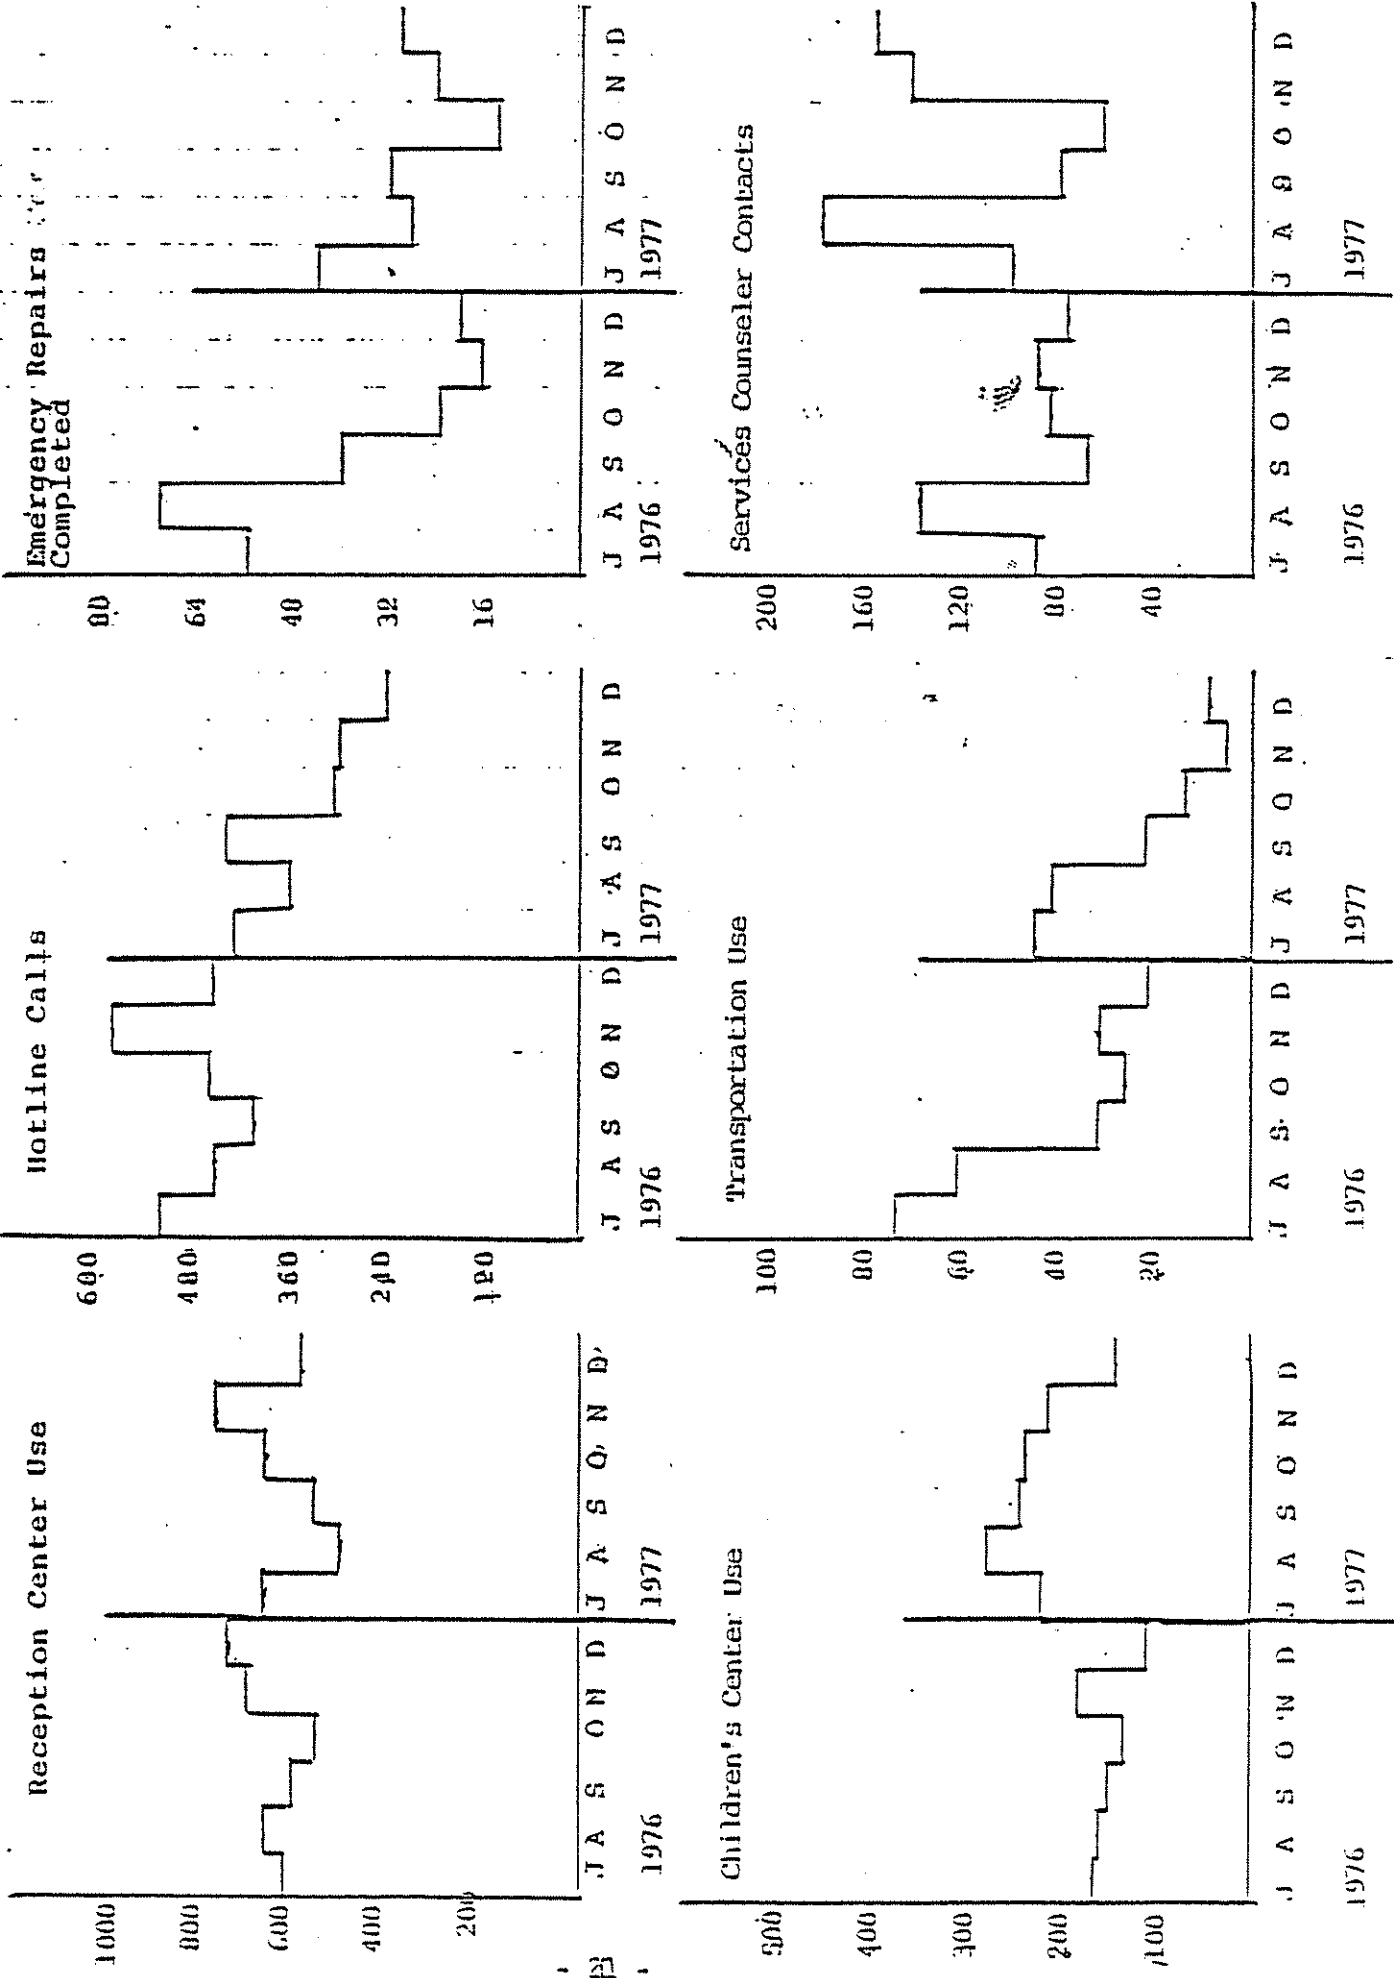 Reception Center Use
1000
800
600
400
200
J A S O N D J A S O N D
1976 1977
Hotline Calls
600
480
360
240
120
J A S O N D J A S O N D
1976 1977
Emergency Repairs
Completed
80
64
48
32
16
J A S O N D J A S O N D
1976 1977
Children's Center Use
500
400
300
200
100
J A S O N D J A S O N D
1976 1977
Transportation Use
100
80
60
40
20
J A S O N D J A S O N D
1976 1977
Services Counseler Contacts
200
160
120
80
40
J A S O N D J A S O N D
1976 1977